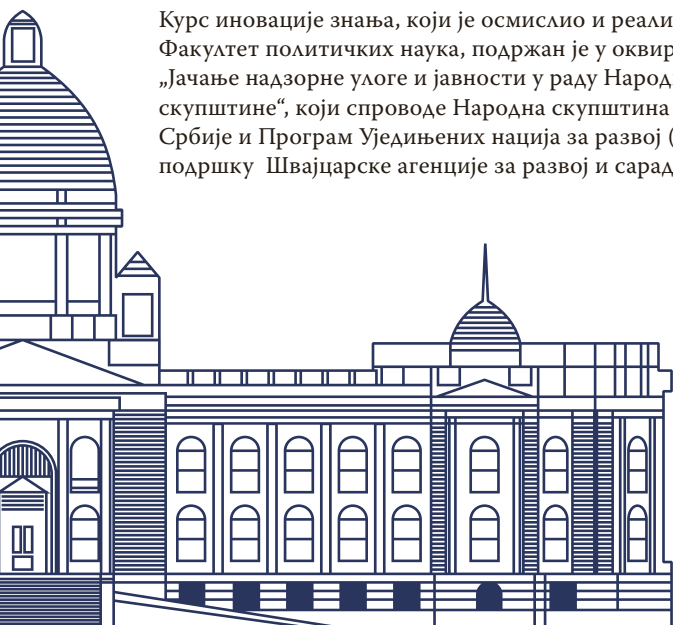 Курс иновације знања, који је осмислио и реали
Факултет политичких наука, подржан је у оквир
„Јачање надзорне улоге и јавности у раду Народ
скупштине“, који спроводе Народна скупштина
Србије и Програм Уједињених нација за развој (
подршку Швајцарске агенције за развој и сарад